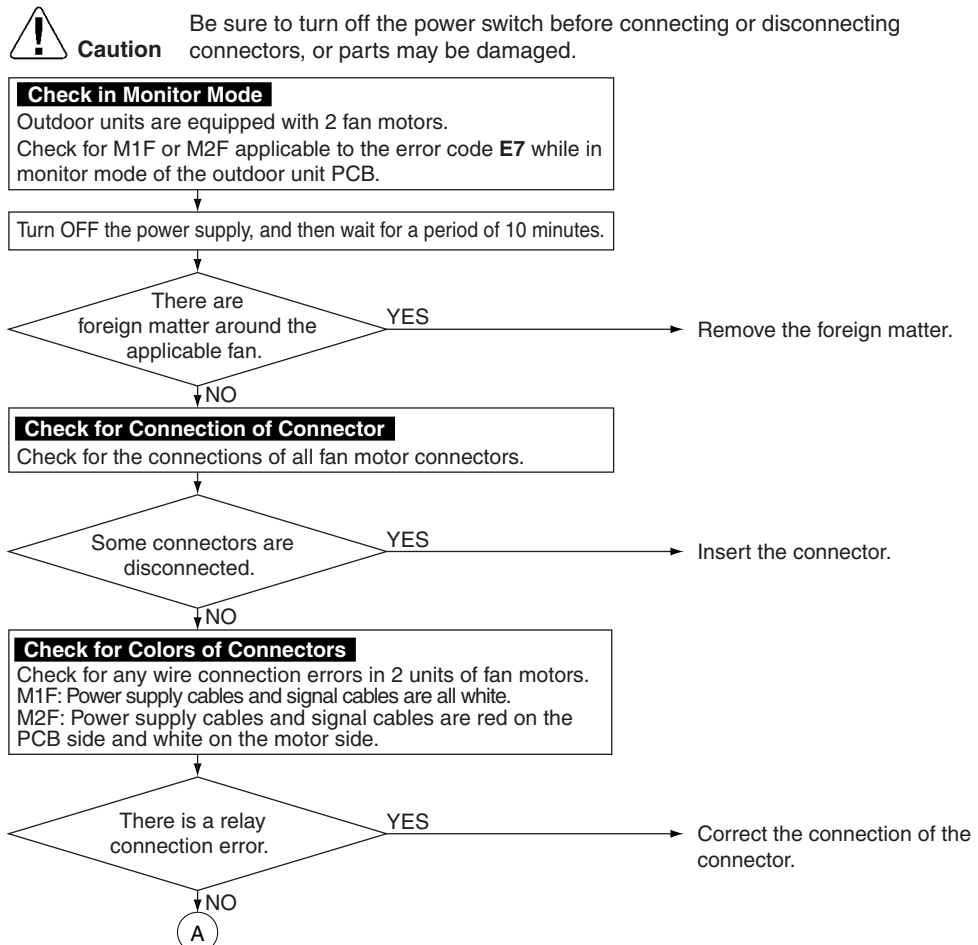 Be sure to turn off the power switch before connecting or disconnecting
Caution connectors, or parts may be damaged.
Check in Monitor Mode
Outdoor units are equipped with 2 fan motors.
Check for M1F or M2F applicable to the error code E7 while in
monitor mode of the outdoor unit PCB.
Turn OFF the power supply, and then wait for a period of 10 minutes.
There are
foreign matter around the
applicable fan.
YES
Remove the foreign matter.
NO
Check for Connection of Connector
Check for the connections of all fan motor connectors.
Some connectors are
disconnected.
YES
Insert the connector.
NO
Check for Colors of Connectors
Check for any wire connection errors in 2 units of fan motors.
M1F: Power supply cables and signal cables are all white.
M2F: Power supply cables and signal cables are red on the
PCB side and white on the motor side.
There is a relay
connection error.
YES
Correct the connection of the
connector.
NO
A